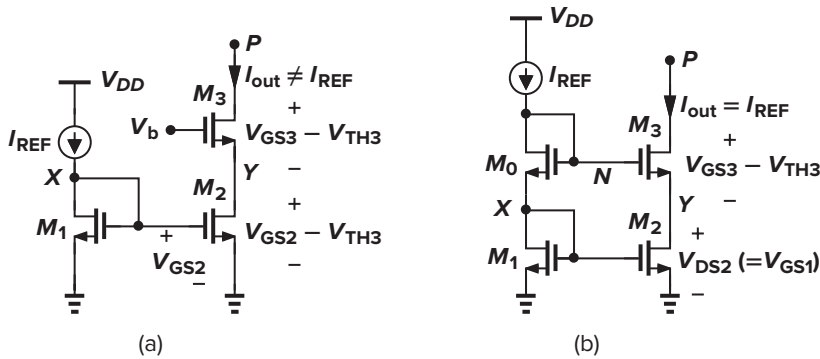 V_DD
I_REF
X
M_1
P
I_out ≠ I_REF
M_3
+
V_b
V_GS3 − V_TH3
Y
−
M_2
+
V_GS2 − V_TH3
−
+
V_GS2
−
(a)
V_DD
I_REF
P
I_out = I_REF
M_3
+
M_0
N
V_GS3 − V_TH3
−
X
Y
M_2
+
M_1
V_DS2 (=V_GS1)
−
(b)